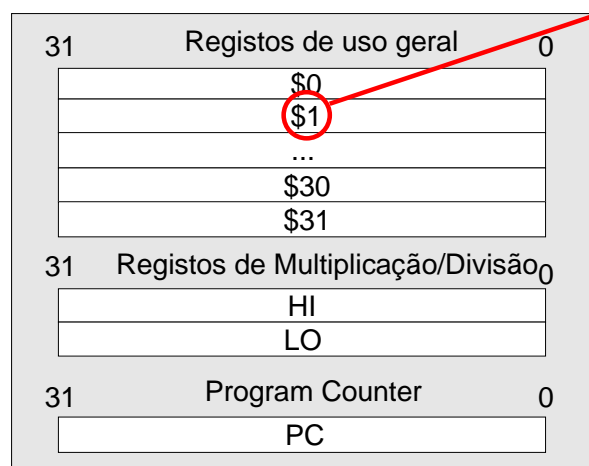 31 Registos de uso geral 0
$0
$1
...
$30
$31
31 Registos de Multiplicação/Divisão 0
HI
LO
31 Program Counter 0
PC